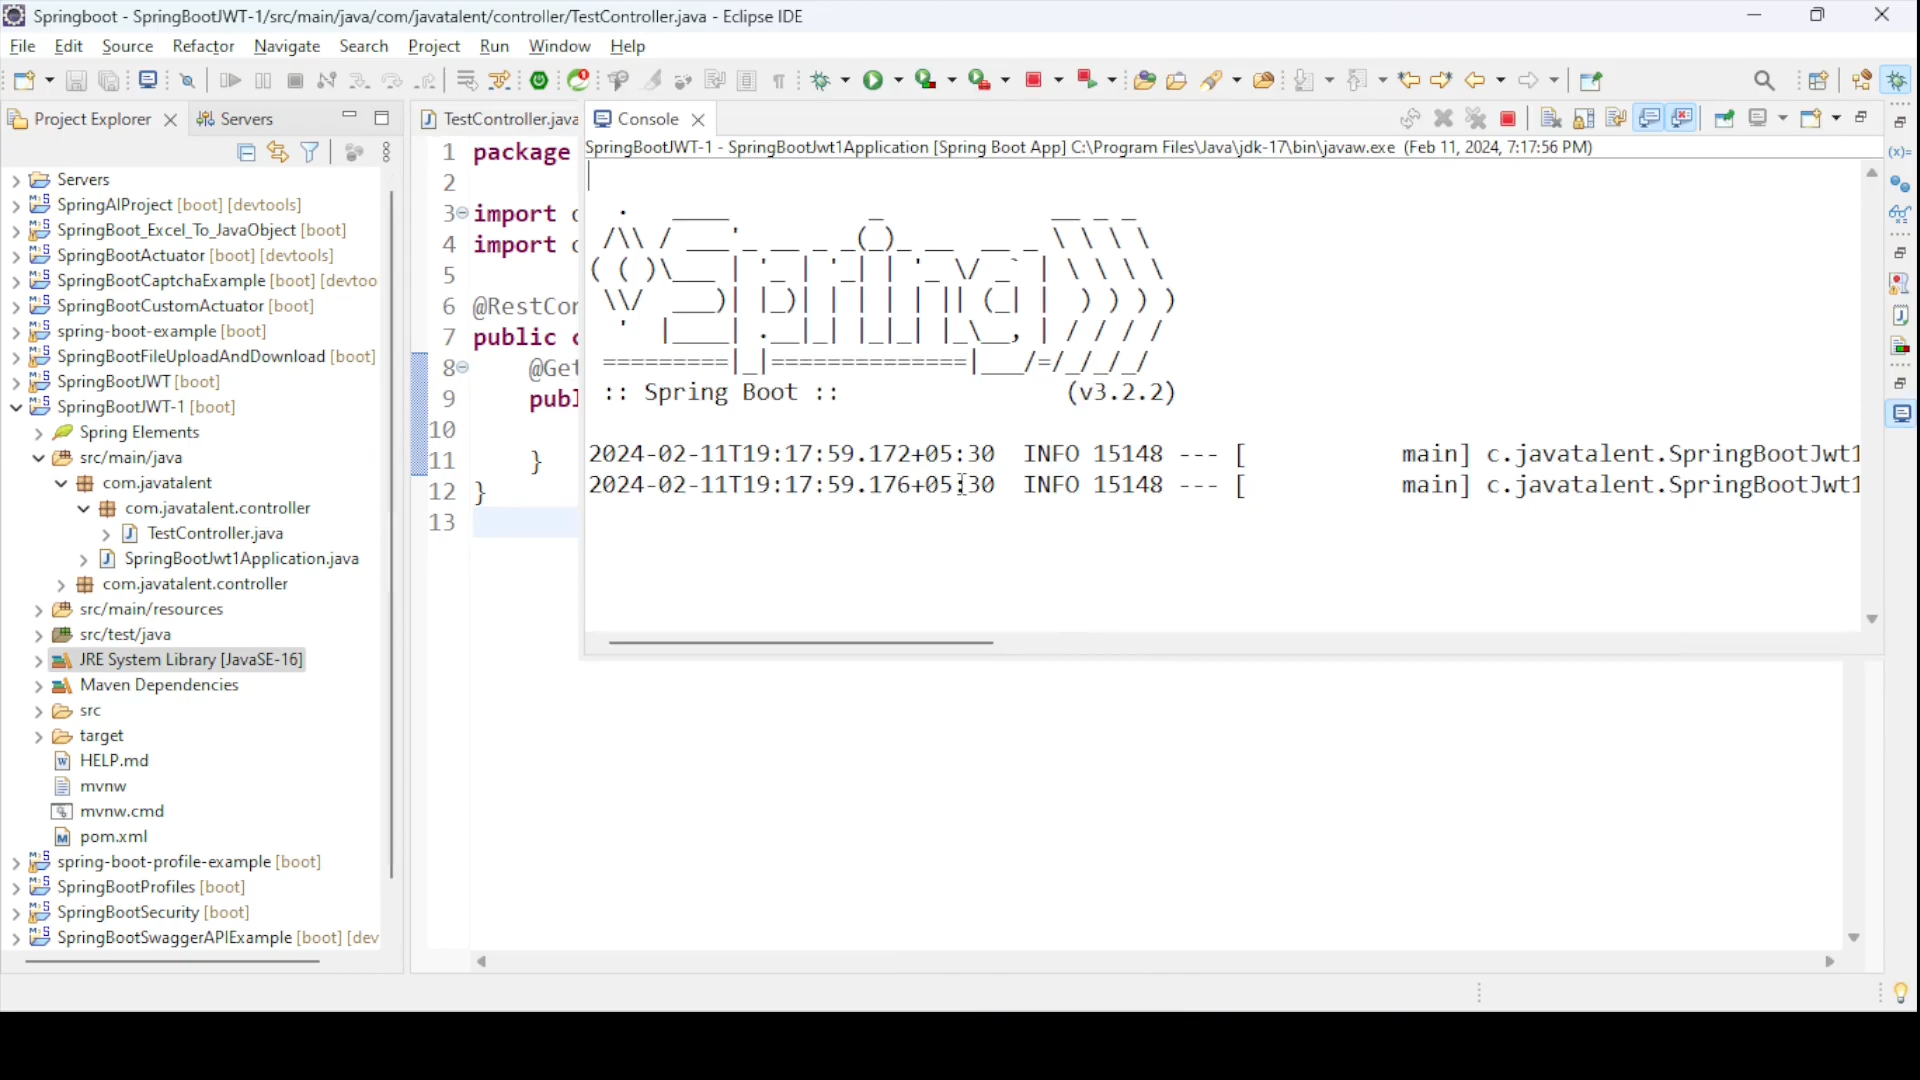 Springboot - SpringBootJWT-1/src/main/java/com/javatalent/controller/TestController.java - Eclipse IDE
File Edit Source Refactor Navigate Search Project Run Window Help
Project Explorer
Servers
TestController.java
Console
SpringBootJWT-1 - SpringBootJwt1Application [Spring Boot App] C:\Program Files\Java\jdk-17\bin\javaw.exe (Feb 11, 2024, 7:17:56 PM)
Servers
SpringAIProject [boot] [devtools]
SpringBoot_Excel_To_JavaObject [boot]
SpringBootActuator [boot] [devtools]
SpringBootCaptchaExample [boot] [devtoo
SpringBootCustomActuator [boot]
spring-boot-example [boot]
SpringBootFileUploadAndDownload [boot]
SpringBootJWT [boot]
SpringBootJWT-1 [boot]
Spring Elements
src/main/java
com.javatalent
com.javatalent.controller
TestController.java
SpringBootJwt1Application.java
com.javatalent.controller
src/main/resources
src/test/java
JRE System Library [JavaSE-16]
Maven Dependencies
src
target
HELP.md
mvnw
mvnw.cmd
pom.xml
spring-boot-profile-example [boot]
SpringBootProfiles [boot]
SpringBootSecurity [boot]
SpringBootSwaggerAPIExample [boot] [dev
1 package
2
3 import
4 import
5
6 @RestCon
7 public c
8 @Get
9 publ
10
11 }
12 }
13
Spring
:: Spring Boot :: (v3.2.2)
2024-02-11T19:17:59.172+05:30 INFO 15148 --- [ main] c.javatalent.SpringBootJwt1
2024-02-11T19:17:59.176+05:30 INFO 15148 --- [ main] c.javatalent.SpringBootJwt1